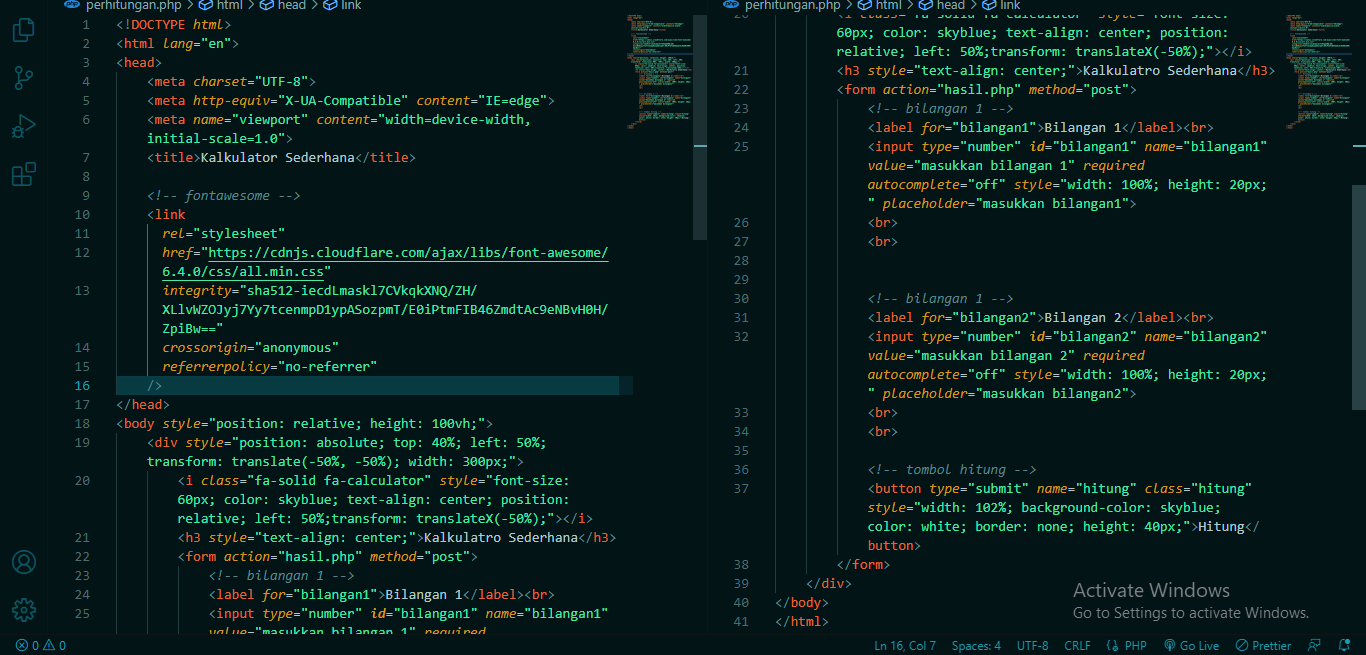 perhitungan.php > html > head > link
1 <!DOCTYPE html>
2 <html lang="en">
3 <head>
4 <meta charset="UTF-8">
5 <meta http-equiv="X-UA-Compatible" content="IE=edge">
6 <meta name="viewport" content="width=device-width,
initial-scale=1.0">
7 <title>Kalkulator Sederhana</title>
8
9 <!-- fontawesome -->
10 <link
11 rel="stylesheet"
12 href="https://cdnjs.cloudflare.com/ajax/libs/font-awesome/
6.4.0/css/all.min.css"
13 integrity="sha512-iecdLmaskl7CVkqkXNQ/ZH/
XLlvWZOJyj7Yy7tcenmpD1ypASozpmT/E0iPtmFIB46ZmdtAc9eNBvH0H/
ZpiBw=="
14 crossorigin="anonymous"
15 referrerpolicy="no-referrer"
16 />
17 </head>
18 <body style="position: relative; height: 100vh;">
19 <div style="position: absolute; top: 40%; left: 50%;
transform: translate(-50%, -50%); width: 300px;">
20 <i class="fa-solid fa-calculator" style="font-size:
60px; color: skyblue; text-align: center; position:
relative; left: 50%;transform: translateX(-50%);"></i>
21 <h3 style="text-align: center;">Kalkulatro Sederhana</h3>
22 <form action="hasil.php" method="post">
23 <!-- bilangan 1 -->
24 <label for="bilangan1">Bilangan 1</label><br>
25 <input type="number" id="bilangan1" name="bilangan1"
value="masukkan bilangan 1" required
perhitungan.php > html > head > link
20 <i class="fa-solid fa-calculator" style="font-size:
60px; color: skyblue; text-align: center; position:
relative; left: 50%;transform: translateX(-50%);"></i>
21 <h3 style="text-align: center;">Kalkulatro Sederhana</h3>
22 <form action="hasil.php" method="post">
23 <!-- bilangan 1 -->
24 <label for="bilangan1">Bilangan 1</label><br>
25 <input type="number" id="bilangan1" name="bilangan1"
value="masukkan bilangan 1" required
autocomplete="off" style="width: 100%; height: 20px;
" placeholder="masukkan bilangan1">
26 <br>
27 <br>
28
29
30 <!-- bilangan 1 -->
31 <label for="bilangan2">Bilangan 2</label><br>
32 <input type="number" id="bilangan2" name="bilangan2"
value="masukkan bilangan 2" required
autocomplete="off" style="width: 100%; height: 20px;
" placeholder="masukkan bilangan2">
33 <br>
34 <br>
35
36 <!-- tombol hitung -->
37 <button type="submit" name="hitung" class="hitung"
style="width: 102%; background-color: skyblue;
color: white; border: none; height: 40px;">Hitung</
button>
38 </form>
39 </div>
40 </body>
41 </html>
Activate Windows
Go to Settings to activate Windows.
0 0 Ln 16, Col 7 Spaces: 4 UTF-8 CRLF PHP Go Live Prettier